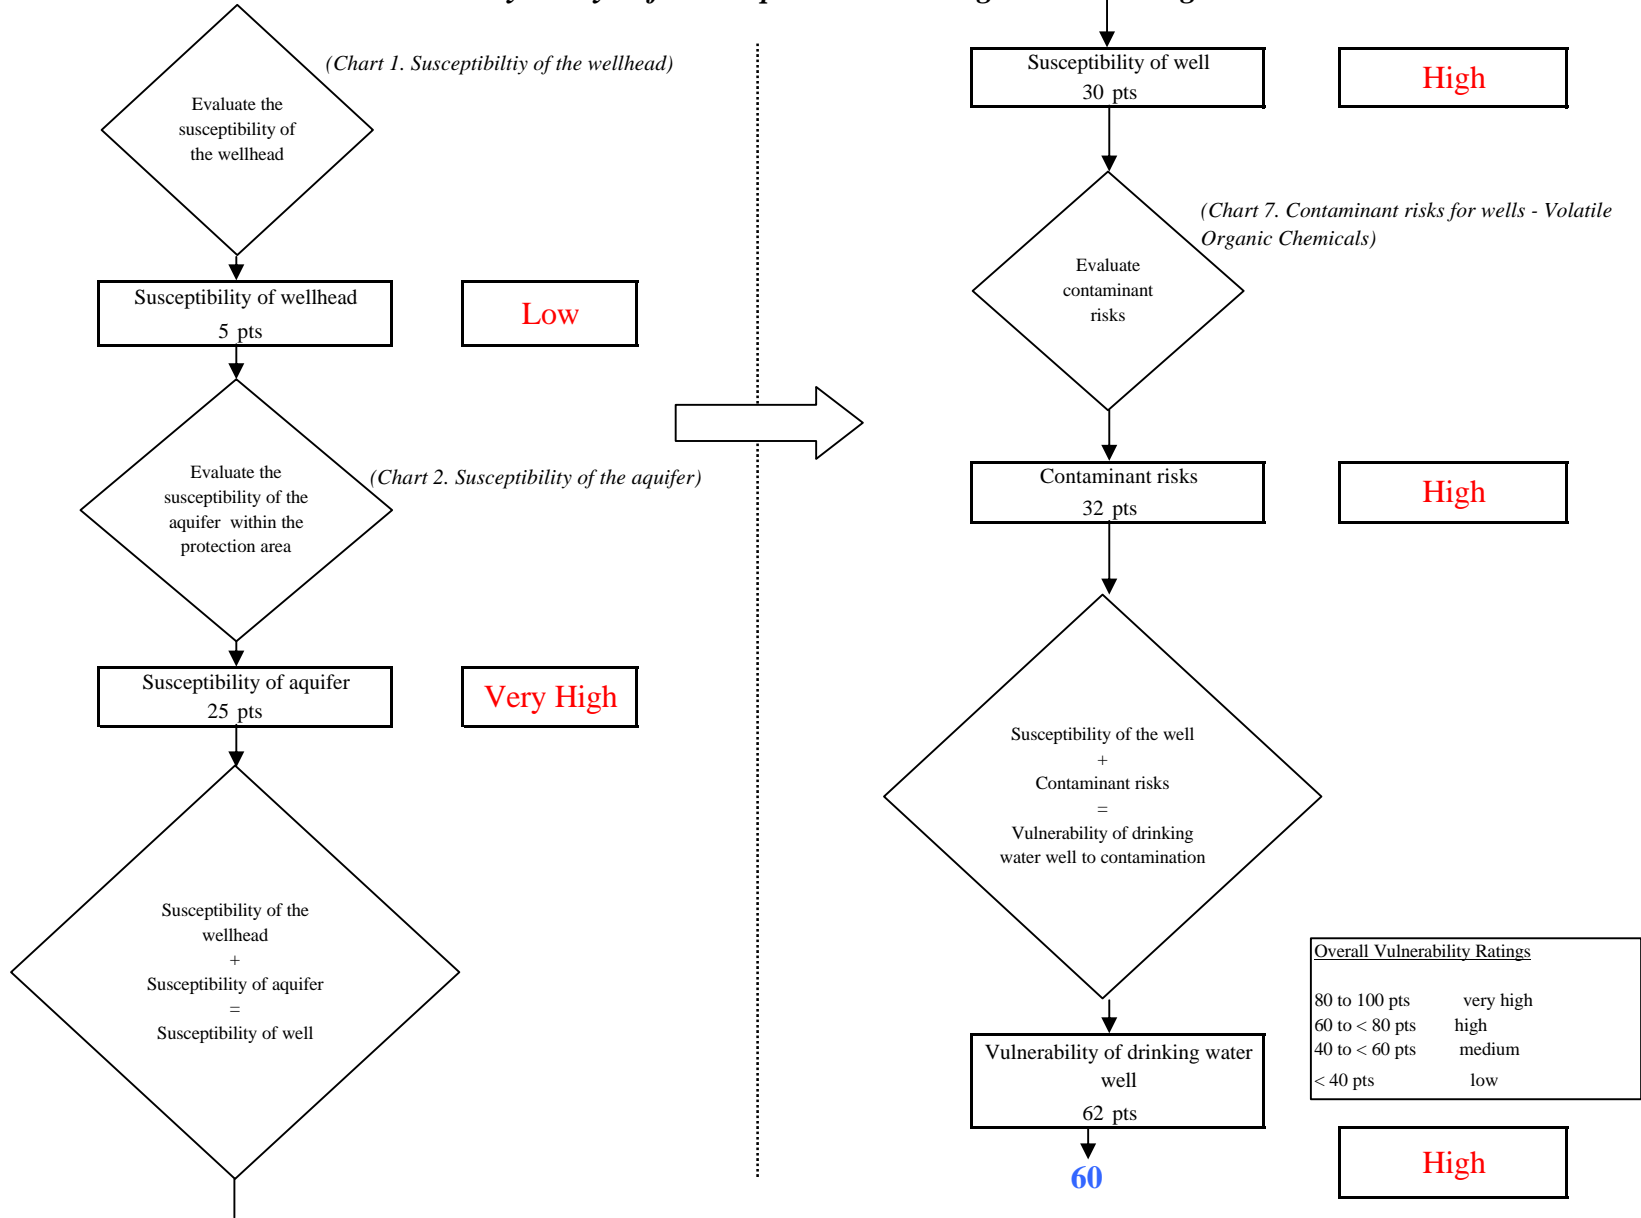 (Chart 1. Susceptibiltiy of the wellhead)
Evaluate the
susceptibility of
the wellhead
Susceptibility of wellhead
5 pts
Low
Evaluate the
susceptibility of the
aquifer within the
protection area
(Chart 2. Susceptibility of the aquifer)
Susceptibility of aquifer
25 pts
Very High
Susceptibility of the
wellhead
+
Susceptibility of aquifer
=
Susceptibility of well
Susceptibility of well
30 pts
High
(Chart 7. Contaminant risks for wells - Volatile
Organic Chemicals)
Evaluate
contaminant
risks
Contaminant risks
32 pts
High
Susceptibility of the well
+
Contaminant risks
=
Vulnerability of drinking
water well to contamination
Overall Vulnerability Ratings
80 to 100 pts very high
60 to < 80 pts high
40 to < 60 pts medium
< 40 pts low
Vulnerability of drinking water
well
62 pts
60
High